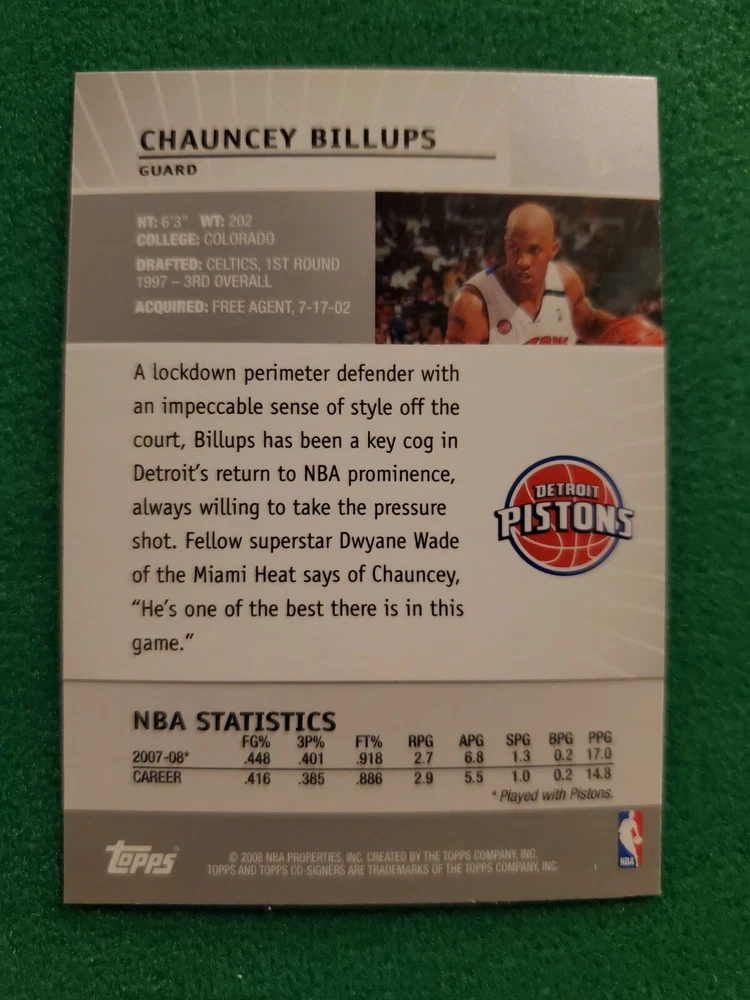 CHAUNCEY BILLUPS
GUARD
HT: 6'3" WT: 202
COLLEGE: COLORADO
DRAFTED: CELTICS, 1ST ROUND
1997 – 3RD OVERALL
ACQUIRED: FREE AGENT, 7-17-02
A lockdown perimeter defender with
an impeccable sense of style off the
court, Billups has been a key cog in
Detroit's return to NBA prominence,
always willing to take the pressure
shot. Fellow superstar Dwyane Wade
of the Miami Heat says of Chauncey,
"He's one of the best there is in this
game."
DETROIT
PISTONS
NBA STATISTICS
FG% 3P% FT% RPG APG SPG BPG PPG
2007-08* .448 .401 .918 2.7 6.8 1.3 0.2 17.0
CAREER .416 .385 .886 2.9 5.5 1.0 0.2 14.8
* Played with Pistons.
Topps
© 2008 NBA PROPERTIES, INC. CREATED BY THE TOPPS COMPANY, INC.
TOPPS AND TOPPS CO-SIGNERS ARE TRADEMARKS OF THE TOPPS COMPANY, INC.
NBA